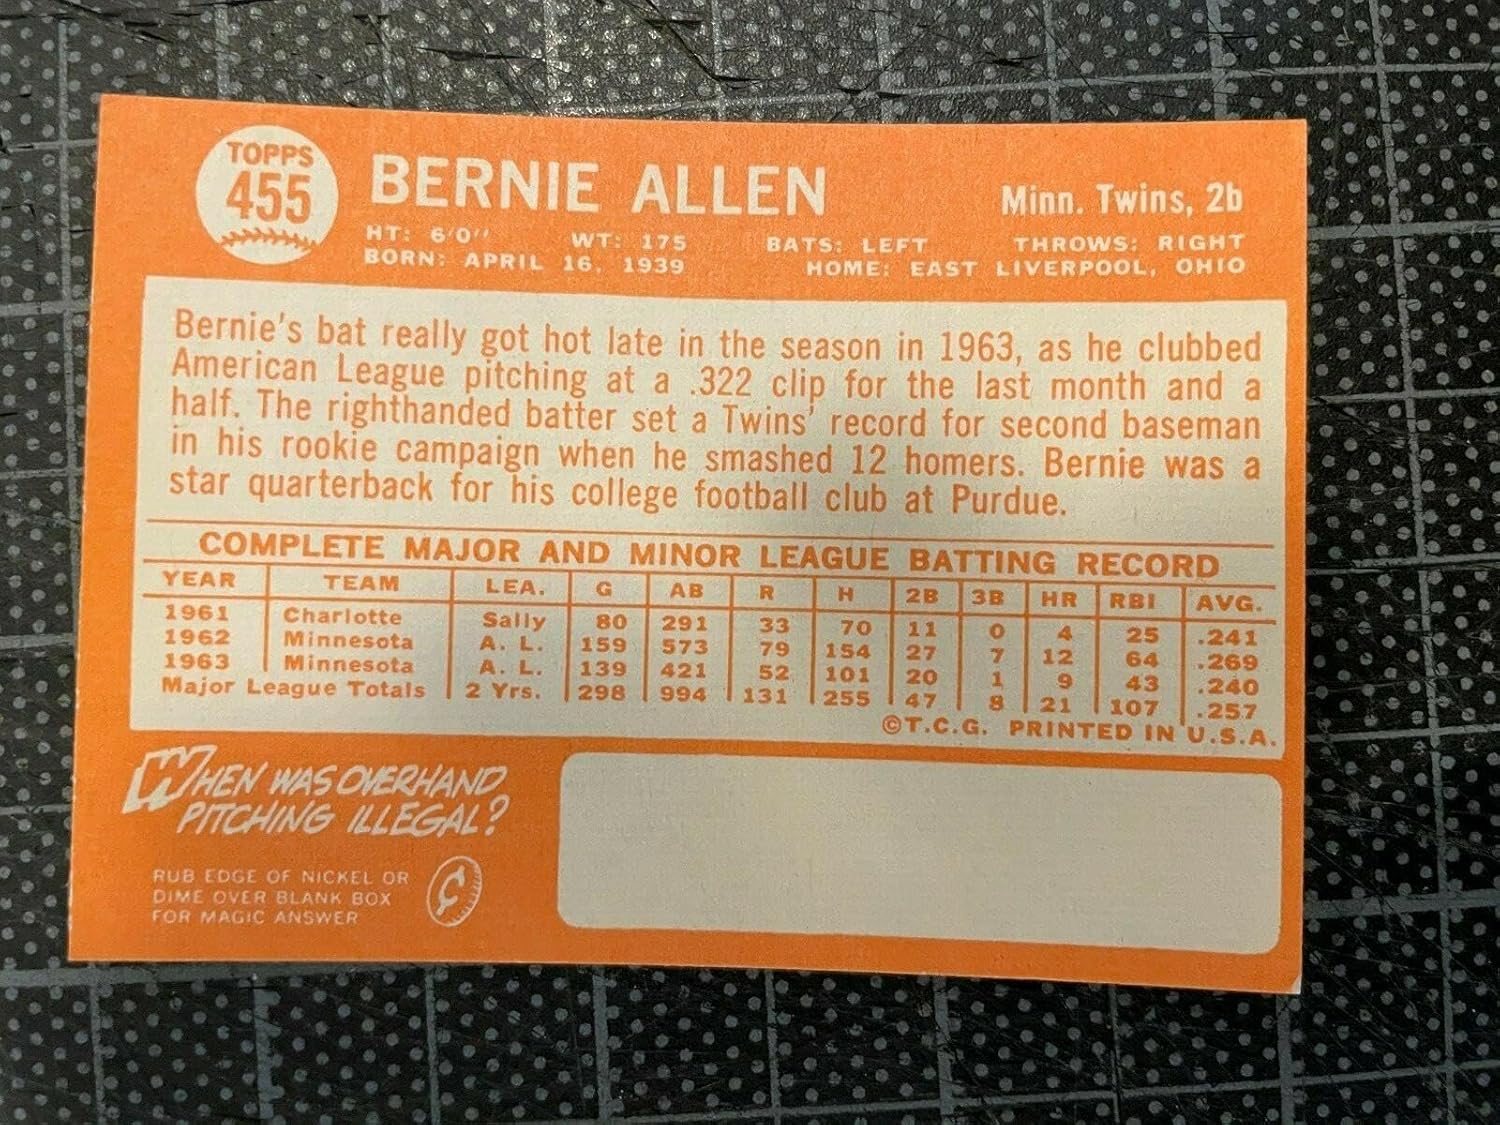 TOPPS
455
BERNIE ALLEN
Minn. Twins, 2b
HT: 6'0" WT: 175 BATS: LEFT THROWS: RIGHT
BORN: APRIL 16, 1939 HOME: EAST LIVERPOOL, OHIO
Bernie's bat really got hot late in the season in 1963, as he clubbed
American League pitching at a .322 clip for the last month and a
half. The righthanded batter set a Twins' record for second baseman
in his rookie campaign when he smashed 12 homers. Bernie was a
star quarterback for his college football club at Purdue.
COMPLETE MAJOR AND MINOR LEAGUE BATTING RECORD
YEAR TEAM LEA. G AB R H 2B 3B HR RBI AVG.
1961 Charlotte Sally 80 291 33 70 11 0 4 25 .241
1962 Minnesota A. L. 159 573 79 154 27 7 12 64 .269
1963 Minnesota A. L. 139 421 52 101 20 1 9 43 .240
Major League Totals 2 Yrs. 298 994 131 255 47 8 21 107 .257
©T.C.G. PRINTED IN U.S.A.
WHEN WAS OVERHAND
PITCHING ILLEGAL?
RUB EDGE OF NICKEL OR
DIME OVER BLANK BOX
FOR MAGIC ANSWER
¢